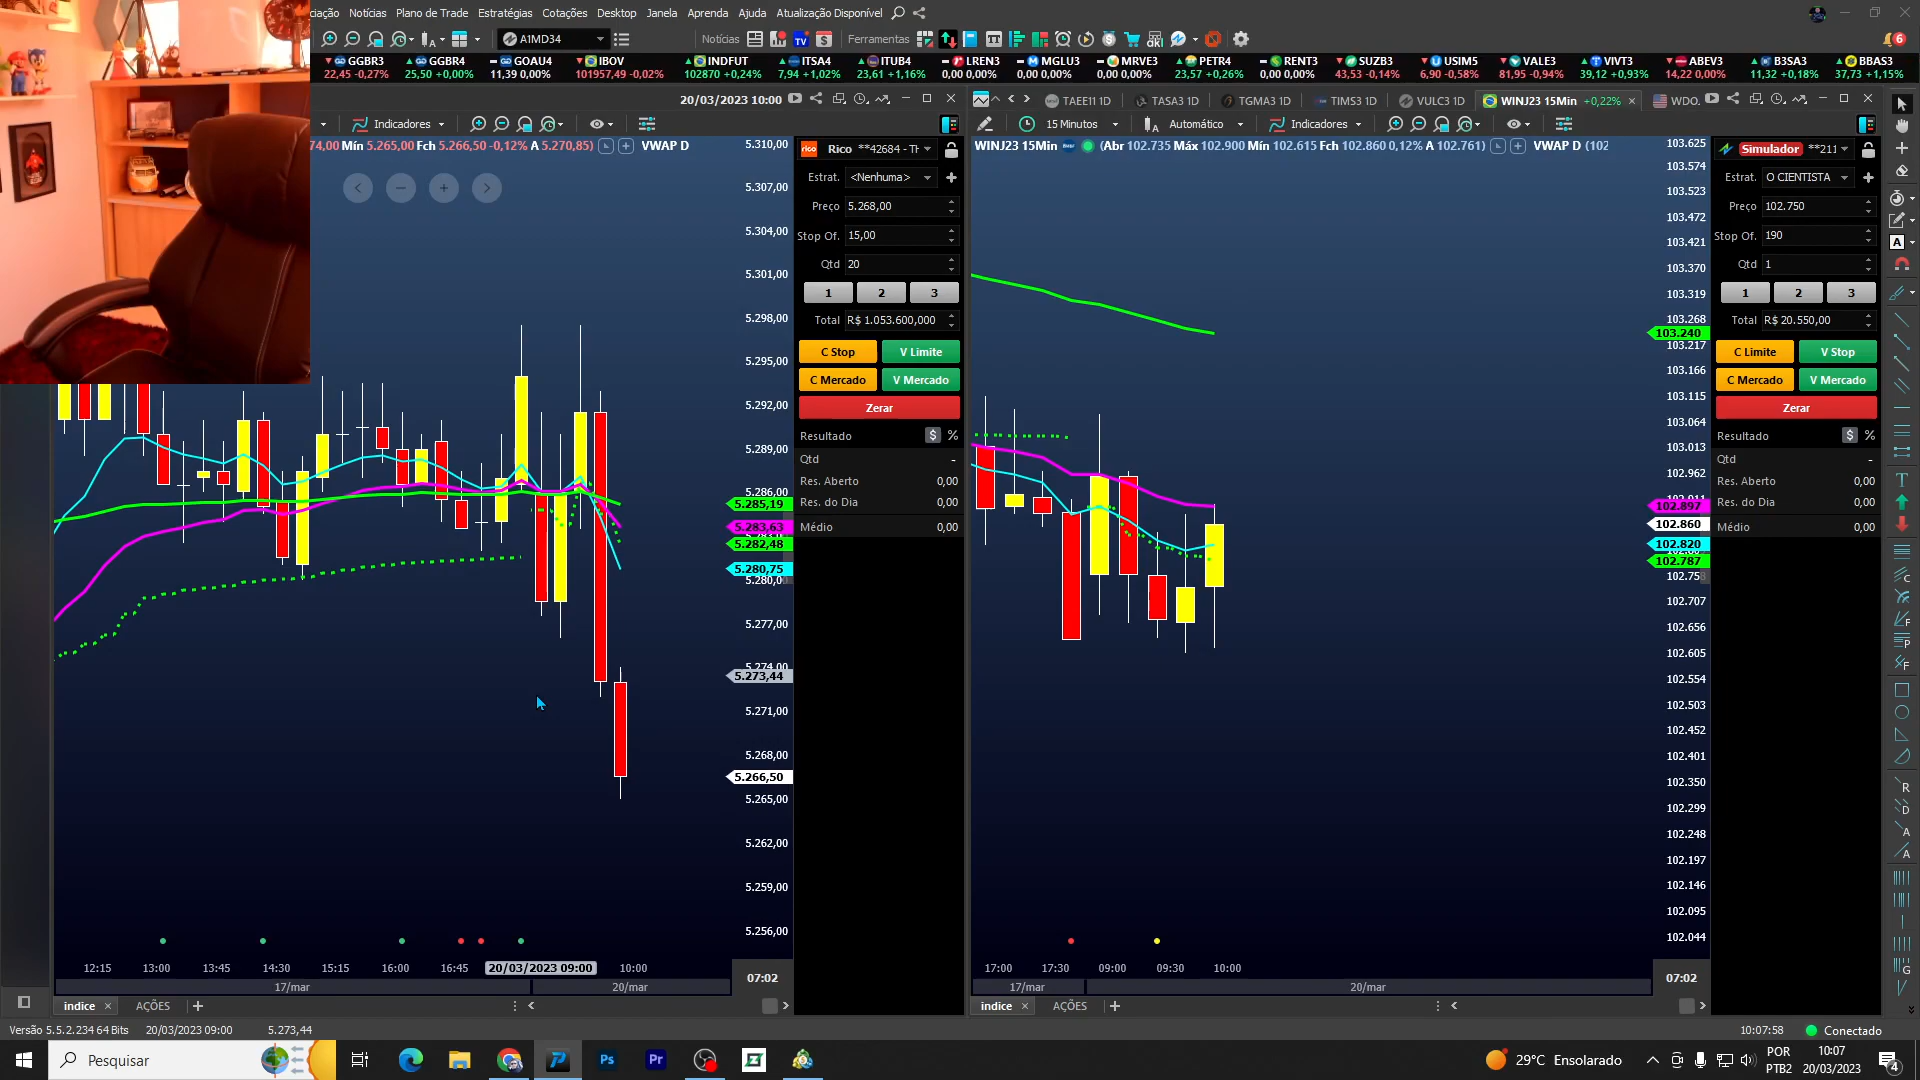 ciação Notícias Plano de Trade Estratégias Cotações Desktop Janela Aprenda Ajuda Atualização Disponível
A1MD34
Notícias
Ferramentas
6
GGBR3 GGBR4 GOAU4 IBOV INDFUT ITSA4 ITUB4 LREN3 MGLU3 MRVE3 PETR4 RENT3 SUZB3 USIM5 VALE3 VIVT3 ABEV3 B3SA3 BBAS3
22,45 -0,27% 25,50 +0,00% 11,39 0,00% 101957,49 -0,02% 102870 +0,24% 7,94 +1,02% 23,61 +1,16% 0,00 0,00% 0,00 0,00% 0,00 0,00% 23,57 +0,26% 0,00 0,00% 43,53 -0,14% 6,90 -0,58% 81,95 -0,94% 39,12 +0,93% 14,22 0,00% 11,32 +0,18% 37,73 +1,15%
20/03/2023 10:00
TAEE11 1D TASA3 1D TGMA3 1D TIMS3 1D VULC3 1D WINJ23 15Min +0,22% WDO.
Indicadores
15 Minutos Automático Indicadores
74,00 Mín 5.265,00 Fch 5.266,50 -0,12% A 5.270,85) VWAP D
5.310,00
5.307,00
5.304,00
5.301,00
5.298,00
5.295,00
5.292,00
5.289,00
5.286,00
5.285,19
5.283,63
5.282,48
5.280,75
5.280,0
5.277,00
5.274,00
5.273,44
5.271,00
5.268,00
5.266,50
5.265,00
5.262,00
5.259,00
5.256,00
12:15 13:00 13:45 14:30 15:15 16:00 16:45 20/03/2023 09:00 10:00
07:02
17/mar 20/mar
indice AÇÕES
Rico **42684 - TH
Estrat. <Nenhuma>
Preço 5.268,00
Stop Of. 15,00
Qtd 20
1 2 3
Total R$ 1.053.600,000
C Stop V Limite
C Mercado V Mercado
Zerar
Resultado $ %
Qtd -
Res. Aberto 0,00
Res. do Dia 0,00
Médio 0,00
WINJ23 15Min (Abr 102.735 Máx 102.900 Mín 102.615 Fch 102.860 0,12% A 102.761) VWAP D (102
103.625
103.574
103.523
103.472
103.421
103.370
103.319
103.268
103.240
103.217
103.166
103.115
103.064
103.013
102.962
102.897
102.860
102.820
102.787
102.75
102.707
102.656
102.605
102.554
102.503
102.452
102.401
102.350
102.299
102.248
102.197
102.146
102.095
102.044
17:00 17:30 09:00 09:30 10:00
07:02
17/mar 20/mar
indice AÇÕES
Simulador **211
Estrat. O CIENTISTA
Preço 102.750
Stop Of. 190
Qtd 1
1 2 3
Total R$ 20.550,00
C Limite V Stop
C Mercado V Mercado
Zerar
Resultado $ %
Qtd -
Res. Aberto 0,00
Res. do Dia 0,00
Médio 0,00
Versão 5.5.2.234 64 Bits 20/03/2023 09:00 5.273,44
10:07:58 Conectado
Pesquisar
Ps
Pr
29°C Ensolarado
POR
PTB2
10:07
20/03/2023
4